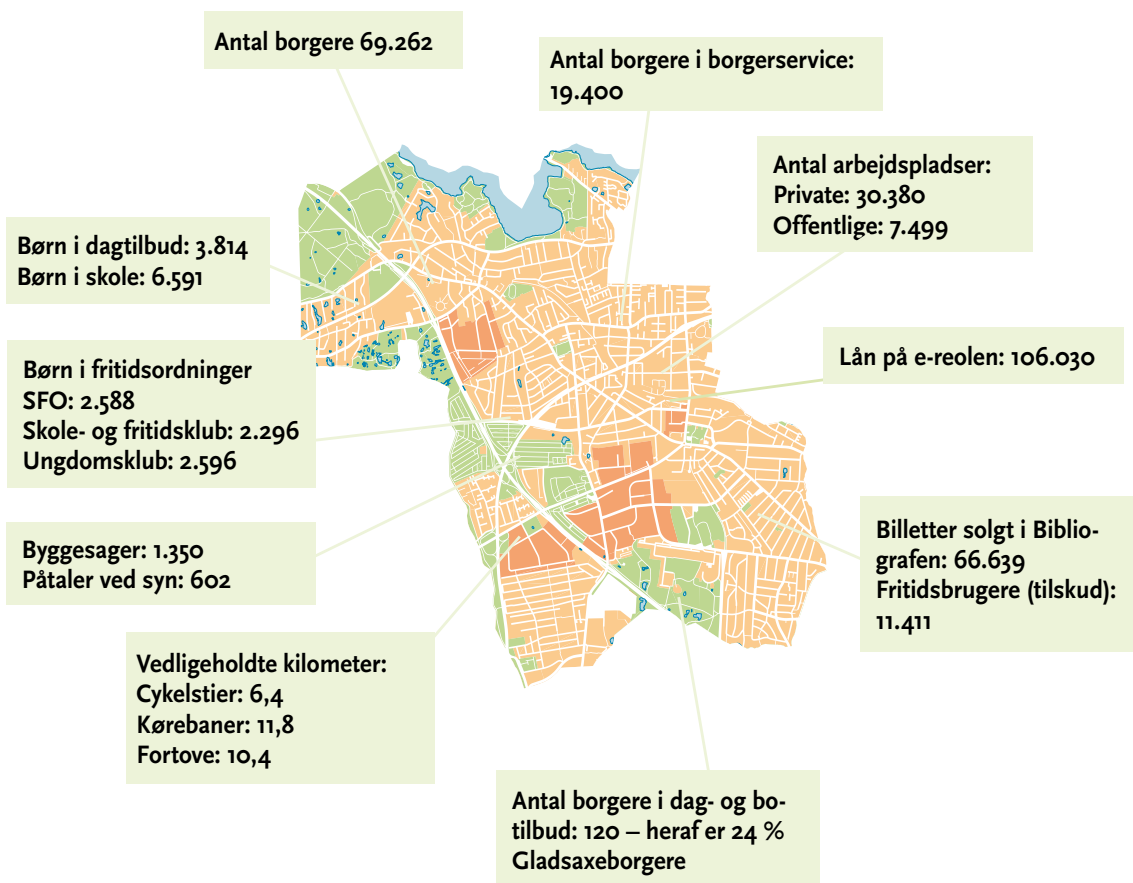 Antal borgere 69.262
Antal borgere i borgerservice:
19.400
Antal arbejdspladser:
Private: 30.380
Offentlige: 7.499
Børn i dagtilbud: 3.814
Børn i skole: 6.591
Lån på e-reolen: 106.030
Børn i fritidsordninger
SFO: 2.588
Skole- og fritidsklub: 2.296
Ungdomsklub: 2.596
Billetter solgt i Biblio-
grafen: 66.639
Fritidsbrugere (tilskud):
11.411
Byggesager: 1.350
Påtaler ved syn: 602
Vedligeholdte kilometer:
Cykelstier: 6,4
Kørebaner: 11,8
Fortove: 10,4
Antal borgere i dag- og bo-
tilbud: 120 – heraf er 24 %
Gladsaxeborgere